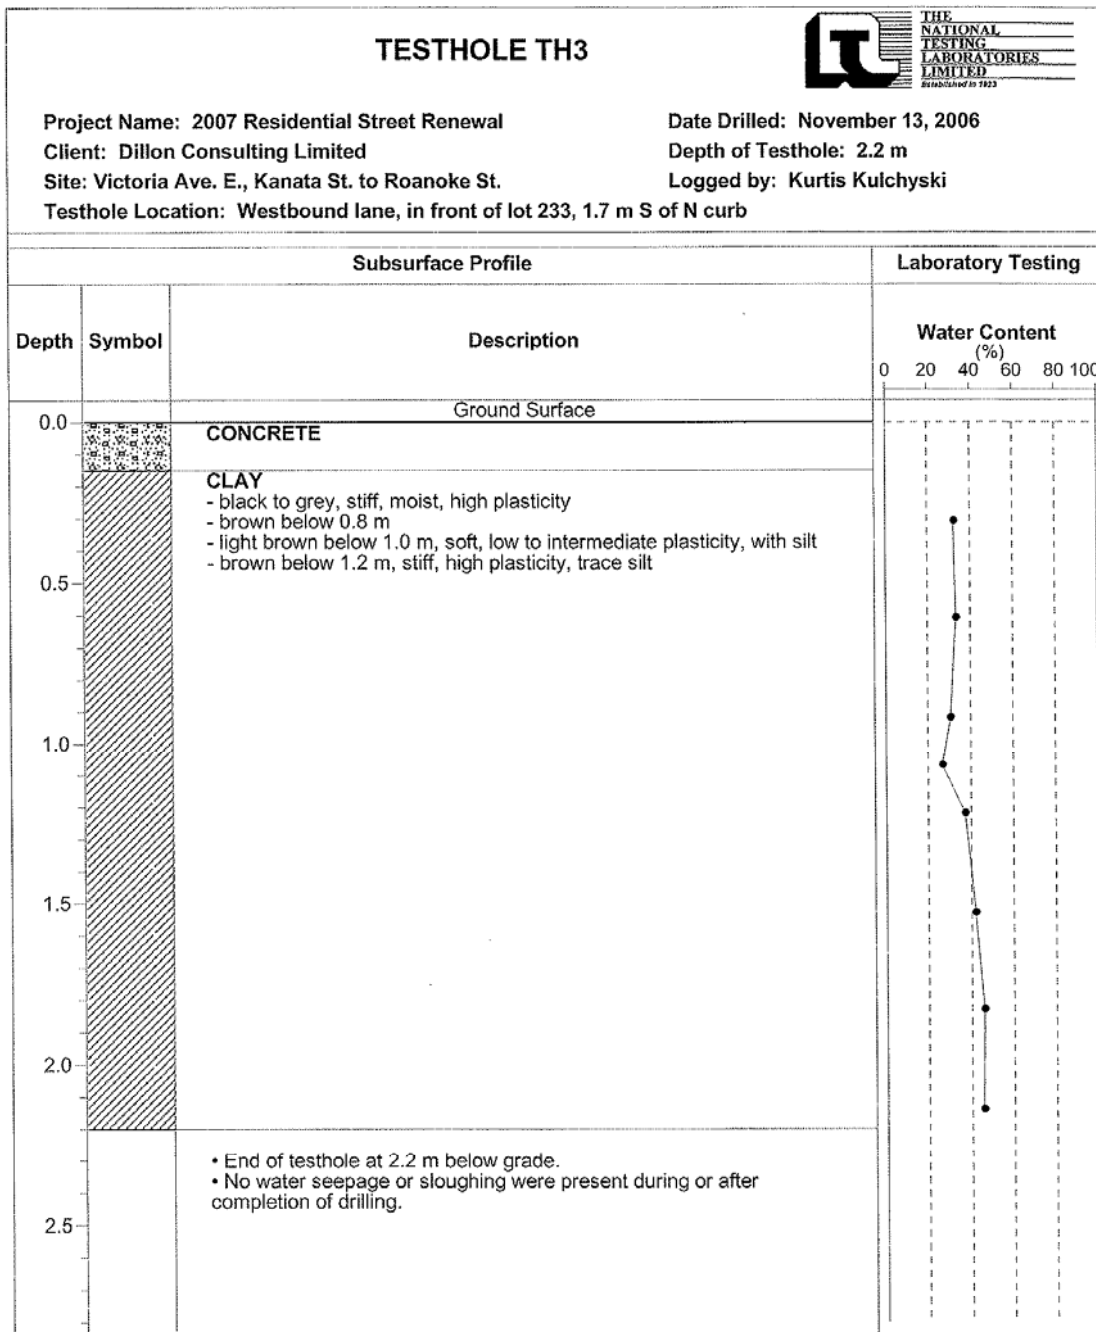 TESTHOLE TH3
THE
NATIONAL
TESTING
LABORATORIES
LIMITED
Established in 1923
Project Name: 2007 Residential Street Renewal
Date Drilled: November 13, 2006
Client: Dillon Consulting Limited
Depth of Testhole: 2.2 m
Site: Victoria Ave. E., Kanata St. to Roanoke St.
Logged by: Kurtis Kulchyski
Testhole Location: Westbound lane, in front of lot 233, 1.7 m S of N curb
Subsurface Profile
Laboratory Testing
Depth
Symbol
Description
Water Content
(%)
0 20 40 60 80 100
Ground Surface
0.0
CONCRETE
CLAY
- black to grey, stiff, moist, high plasticity
- brown below 0.8 m
- light brown below 1.0 m, soft, low to intermediate plasticity, with silt
- brown below 1.2 m, stiff, high plasticity, trace silt
0.5
1.0
1.5
2.0
• End of testhole at 2.2 m below grade.
• No water seepage or sloughing were present during or after
completion of drilling.
2.5